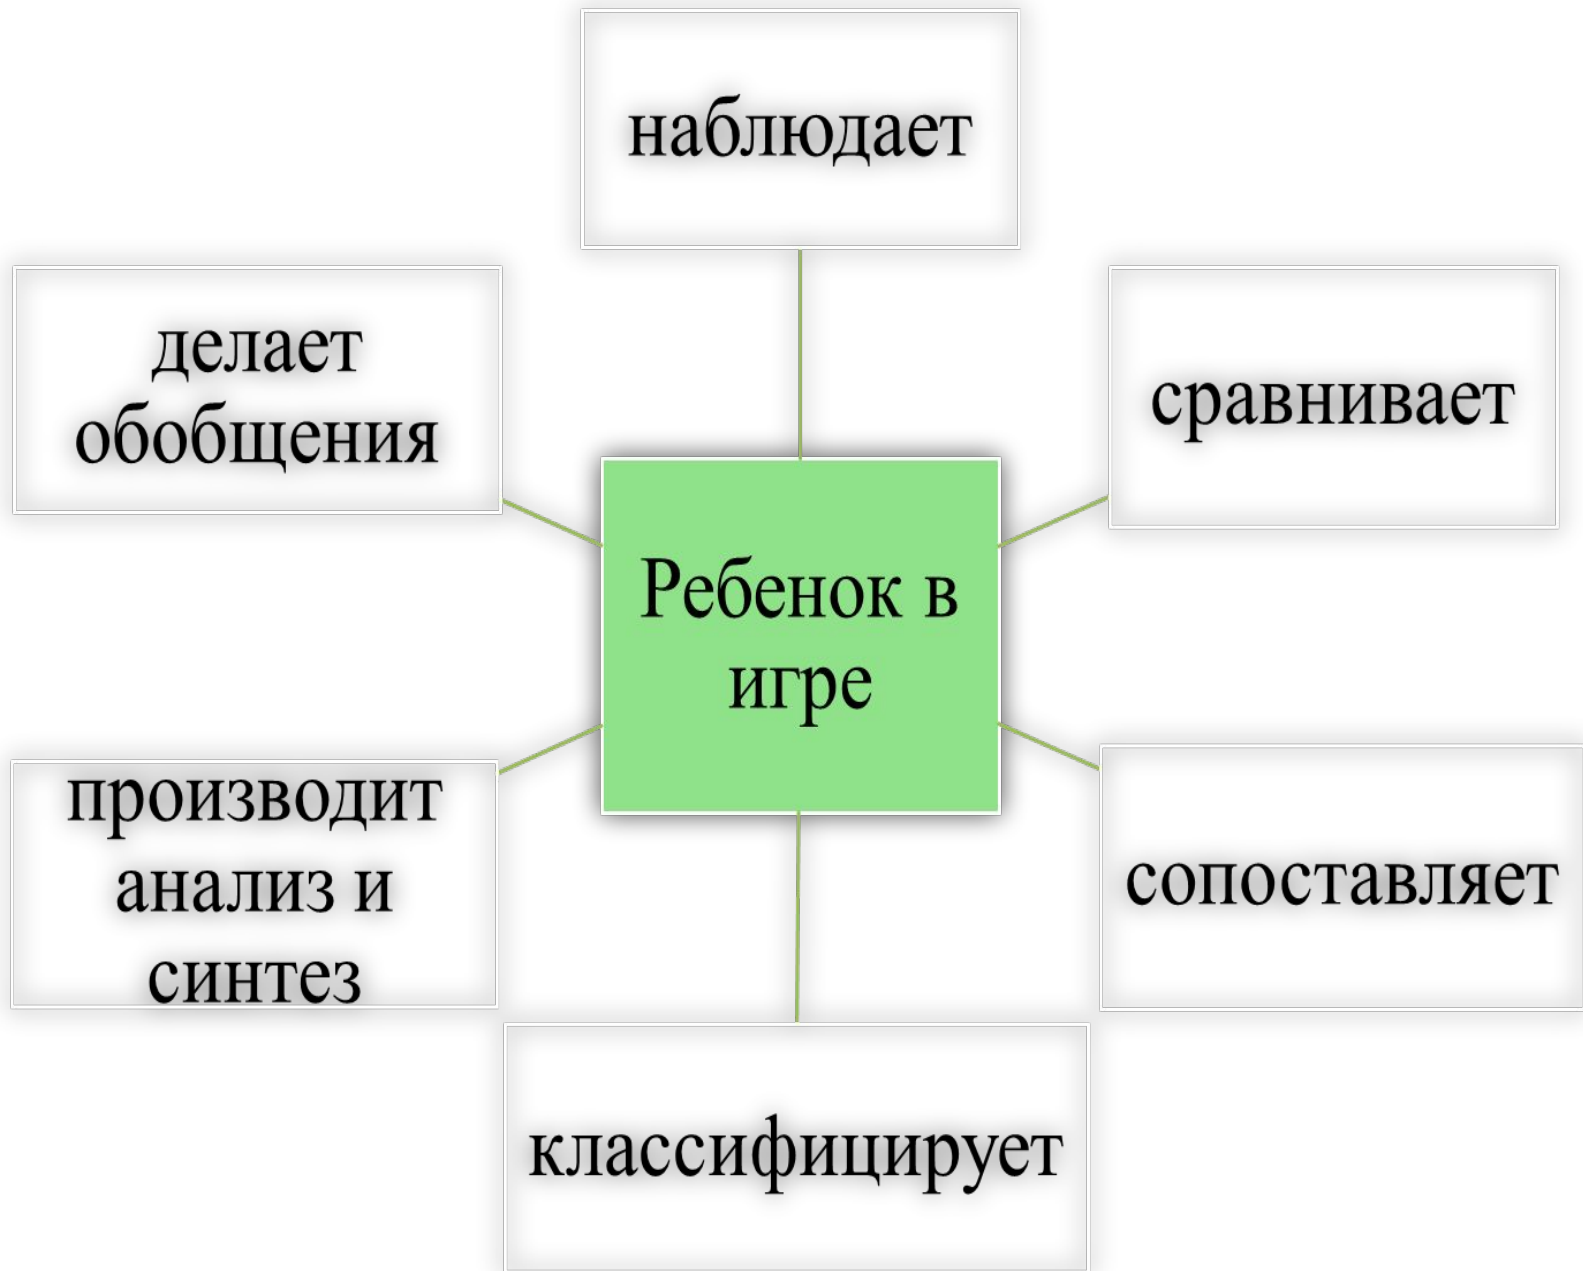 наблюдает
делает
обобщения
сравнивает
Ребенок в
игре
производит
анализ и
синтез
сопоставляет
классифицирует